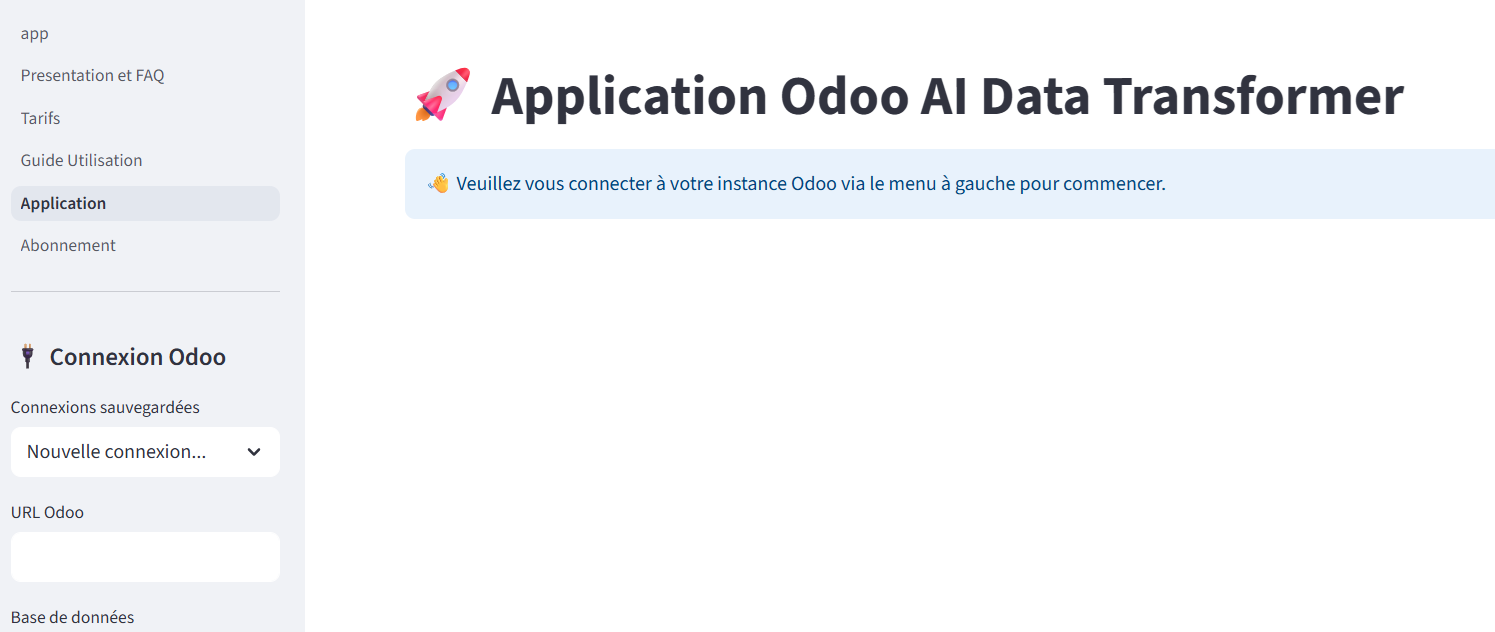 app
Presentation et FAQ
Tarifs
Guide Utilisation
Application
Abonnement
Connexion Odoo
Connexions sauvegardées
Nouvelle connexion...
URL Odoo
Base de données
Application Odoo AI Data Transformer
Veuillez vous connecter à votre instance Odoo via le menu à gauche pour commencer.